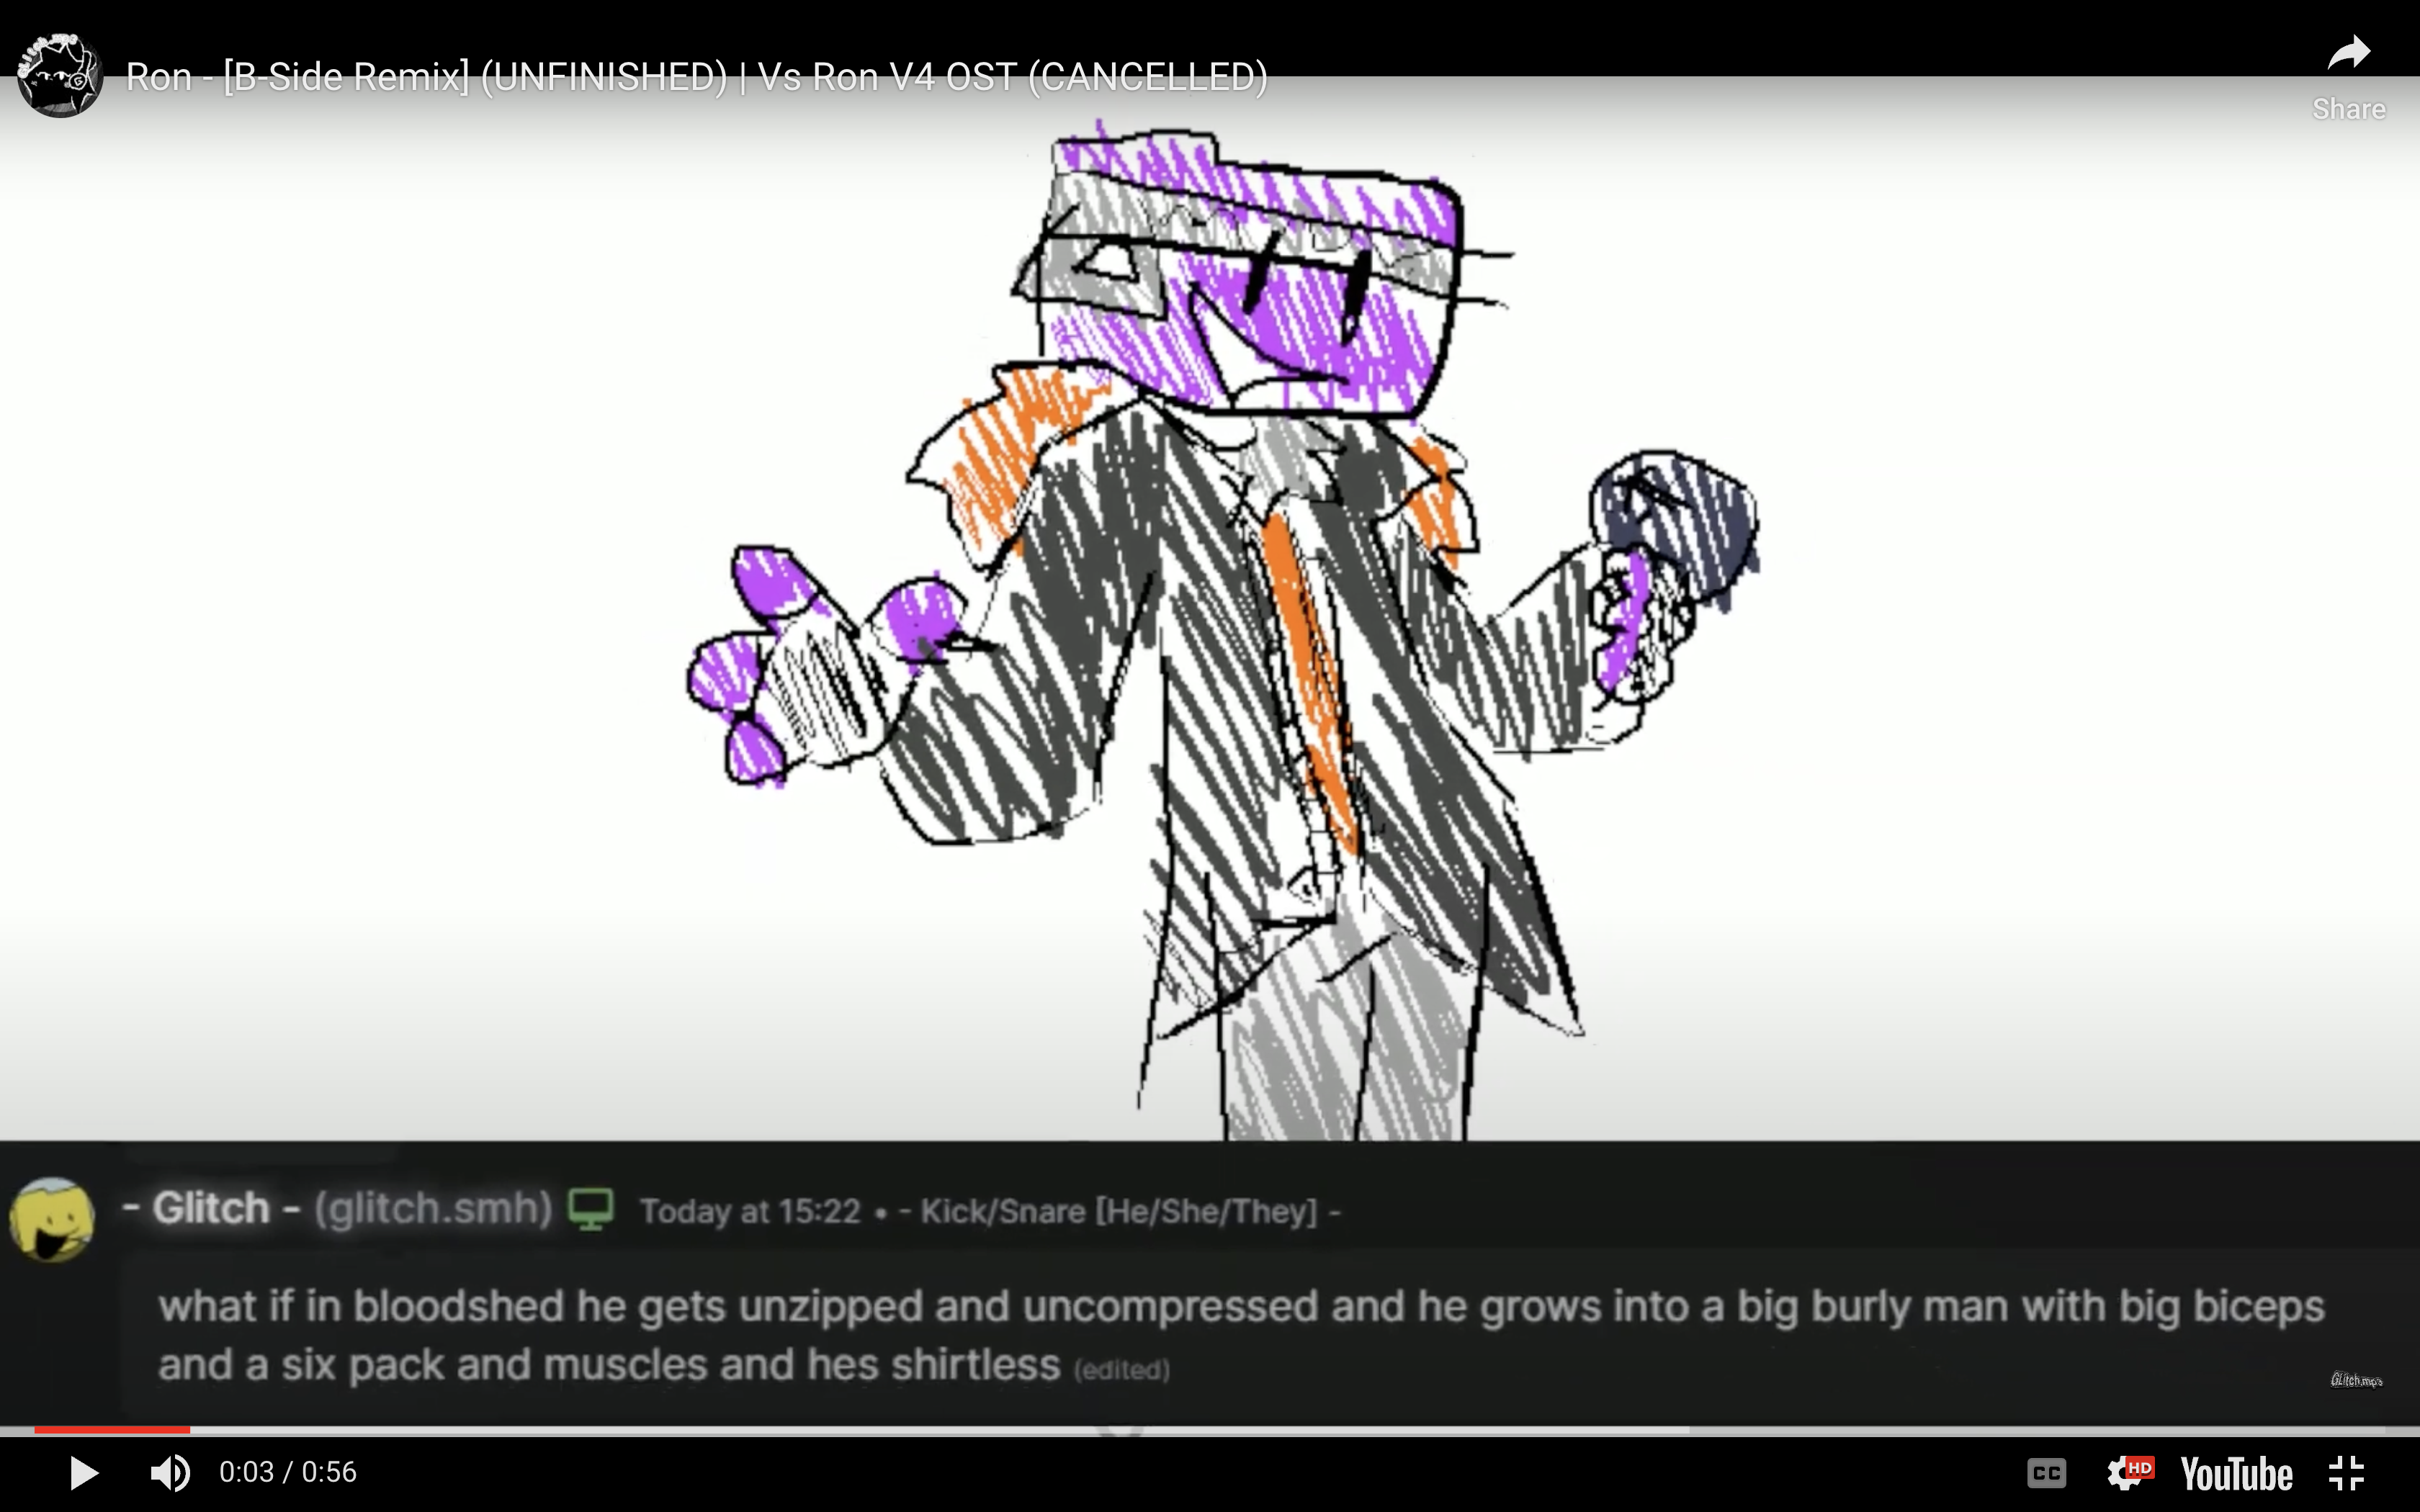 Ron - [B-Side Remix] (UNFINISHED) | Vs Ron V4 OST (CANCELLED)
Share
- Glitch - (glitch.smh) Today at 15:22 • - Kick/Snare [He/She/They] -
what if in bloodshed he gets unzipped and uncompressed and he grows into a big burly man with big biceps
and a six pack and muscles and hes shirtless (edited)
GLitch.mp3
0:03 / 0:56
CC
HD
YouTube